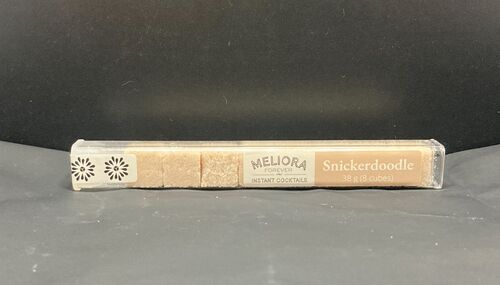 MELIORA
FOREVER
INSTANT COCKTAILS
Snickerdoodle
38 g (8 cubes)